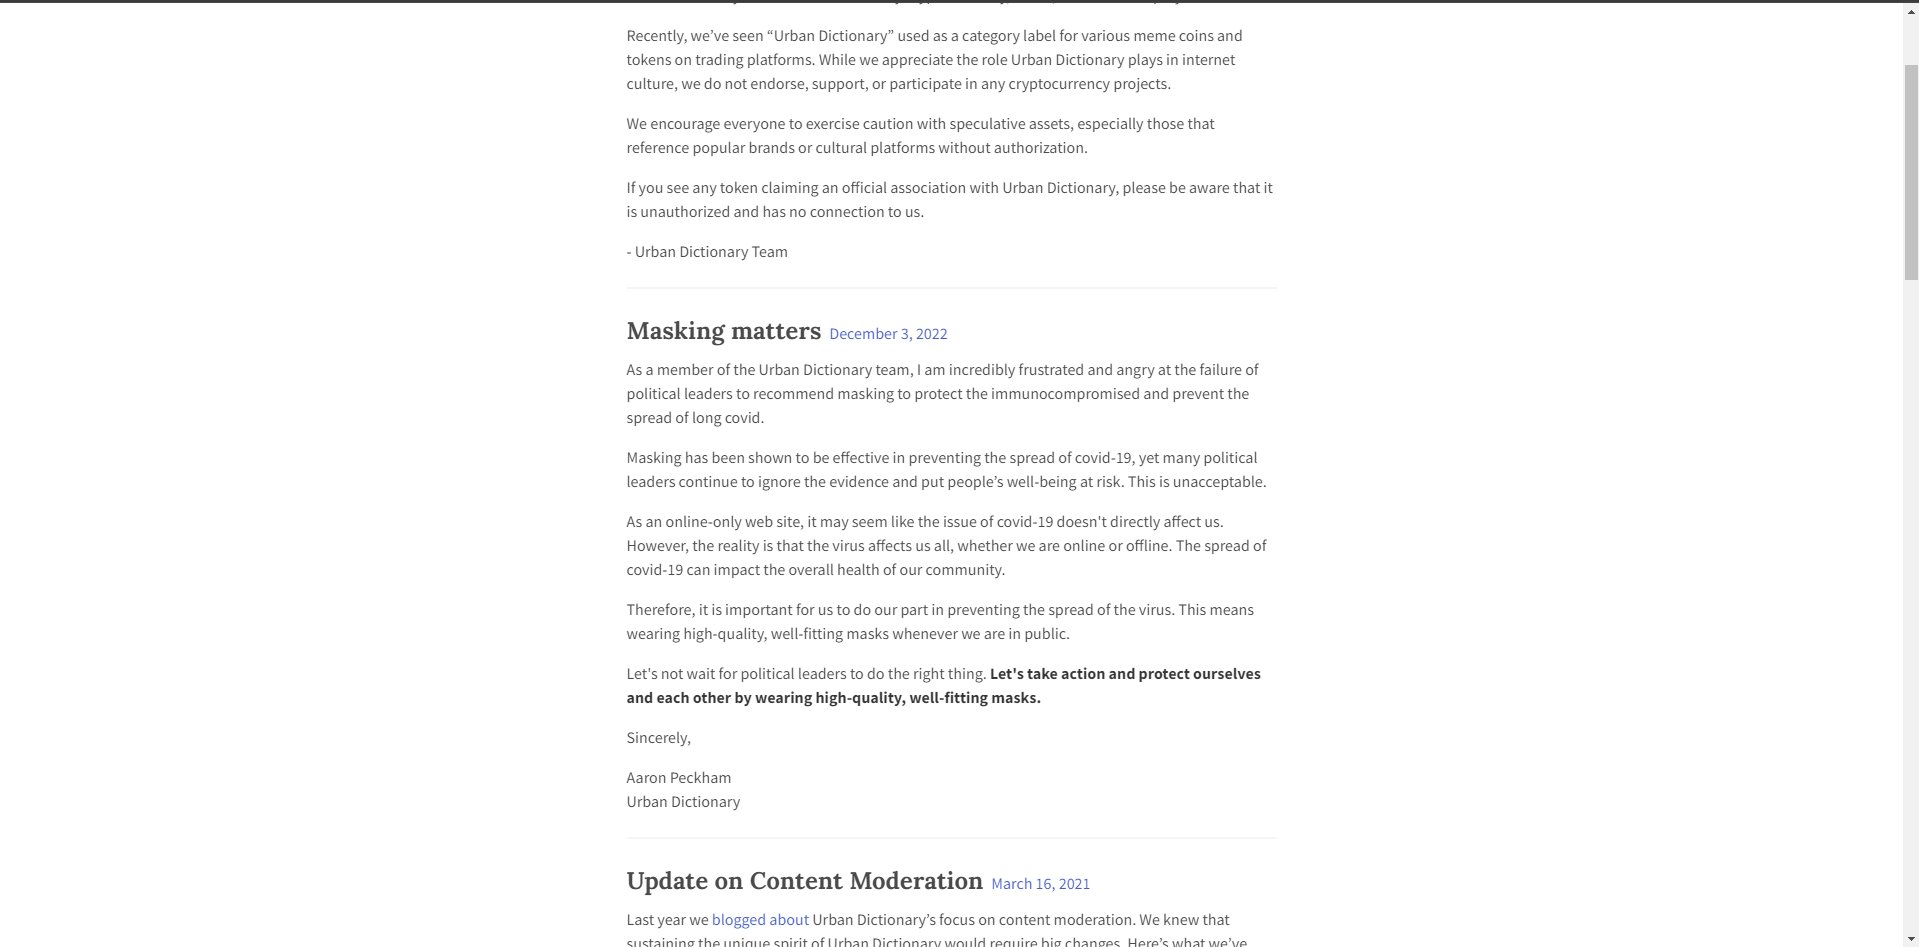 Recently, we’ve seen “Urban Dictionary” used as a category label for various meme coins and
tokens on trading platforms. While we appreciate the role Urban Dictionary plays in internet
culture, we do not endorse, support, or participate in any cryptocurrency projects.
We encourage everyone to exercise caution with speculative assets, especially those that
reference popular brands or cultural platforms without authorization.
If you see any token claiming an official association with Urban Dictionary, please be aware that it
is unauthorized and has no connection to us.
- Urban Dictionary Team
Masking matters December 3, 2022
As a member of the Urban Dictionary team, I am incredibly frustrated and angry at the failure of
political leaders to recommend masking to protect the immunocompromised and prevent the
spread of long covid.
Masking has been shown to be effective in preventing the spread of covid-19, yet many political
leaders continue to ignore the evidence and put people’s well-being at risk. This is unacceptable.
As an online-only web site, it may seem like the issue of covid-19 doesn't directly affect us.
However, the reality is that the virus affects us all, whether we are online or offline. The spread of
covid-19 can impact the overall health of our community.
Therefore, it is important for us to do our part in preventing the spread of the virus. This means
wearing high-quality, well-fitting masks whenever we are in public.
Let's not wait for political leaders to do the right thing. Let's take action and protect ourselves
and each other by wearing high-quality, well-fitting masks.
Sincerely,
Aaron Peckham
Urban Dictionary
Update on Content Moderation March 16, 2021
Last year we blogged about Urban Dictionary’s focus on content moderation. We knew that
sustaining the unique spirit of Urban Dictionary would require big changes. Here’s what we’ve